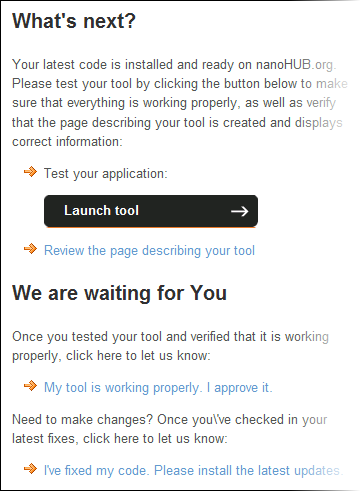 What's next?
Your latest code is installed and ready on nanoHUB.org.
Please test your tool by clicking the button below to make
sure that everything is working properly, as well as verify
that the page describing your tool is created and displays
correct information:
Test your application:
Launch tool
Review the page describing your tool
We are waiting for You
Once you tested your tool and verified that it is working
properly, click here to let us know:
My tool is working properly. I approve it.
Need to make changes? Once you\'ve checked in your
latest fixes, click here to let us know:
I've fixed my code. Please install the latest updates.